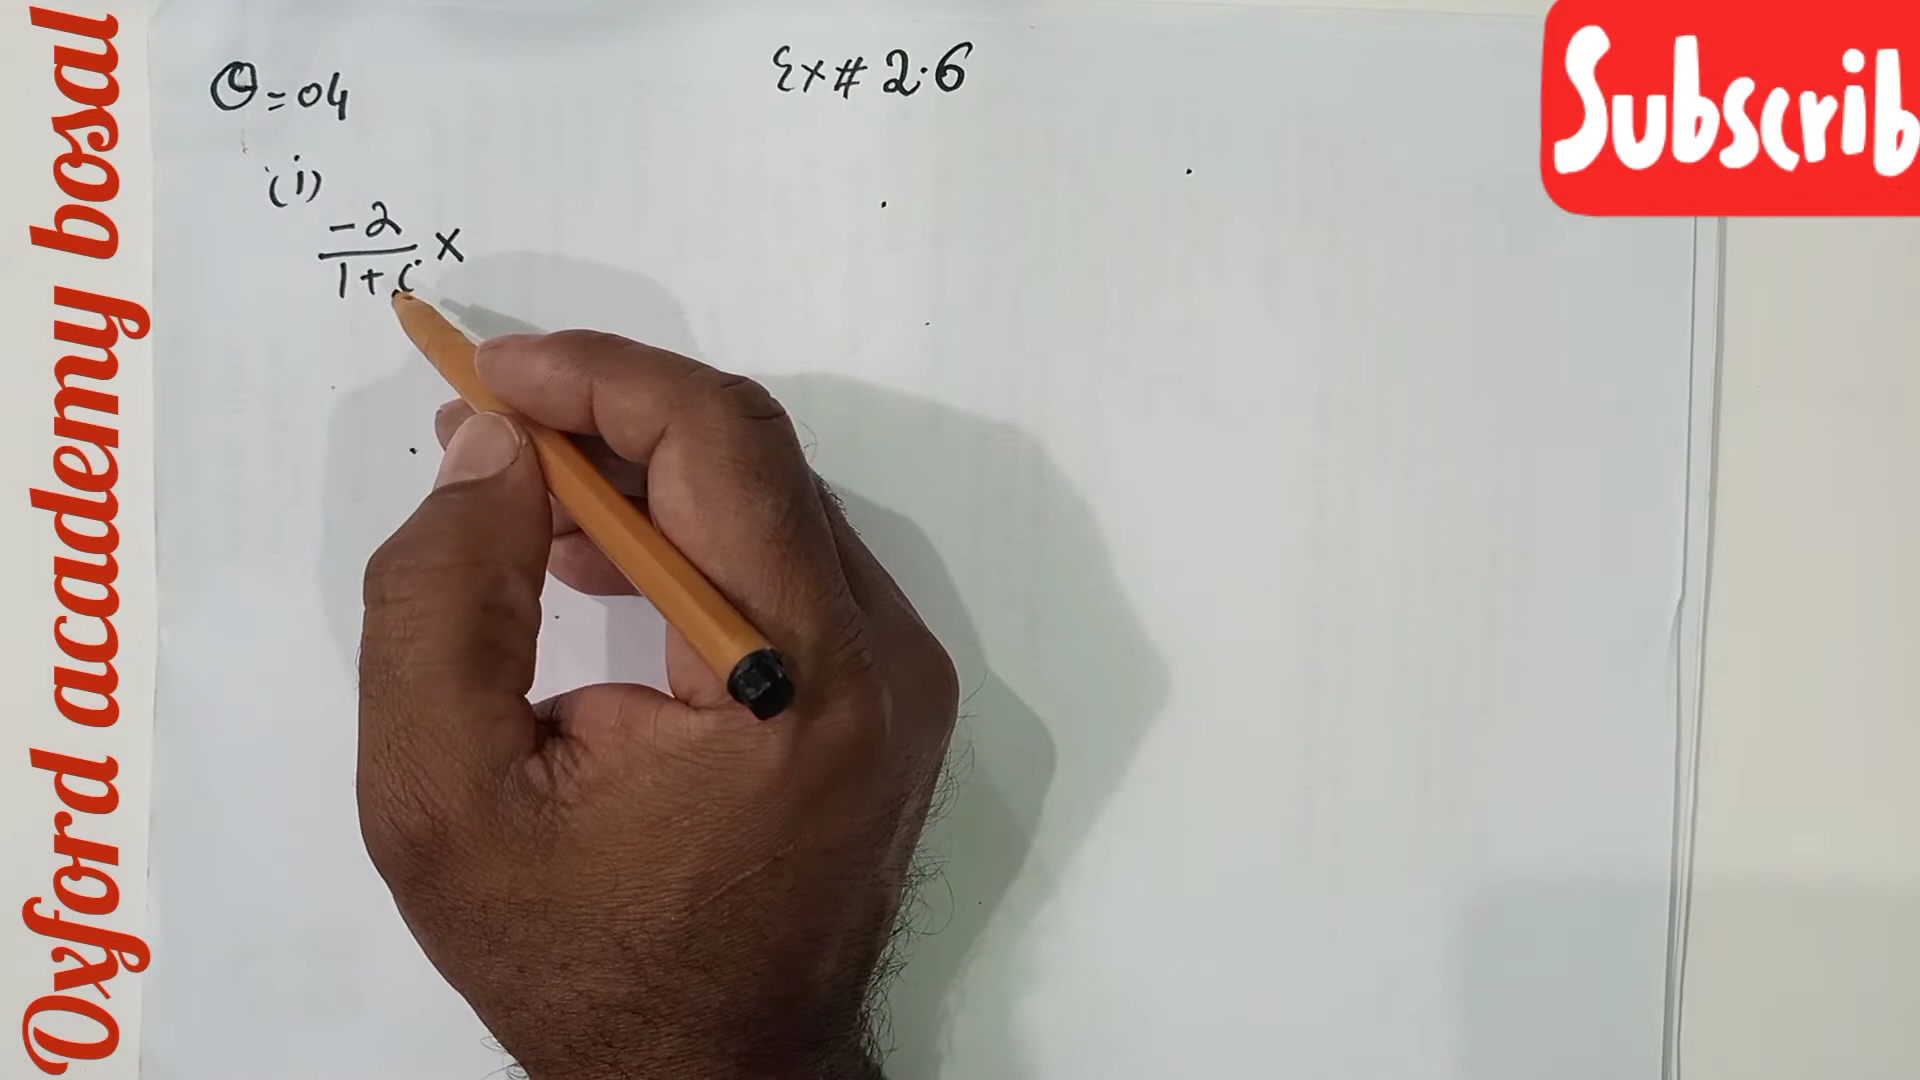 Q=04
Ex# 2.6
Subscrib
(i)
-2
1+i
×
Oxford academy bosal